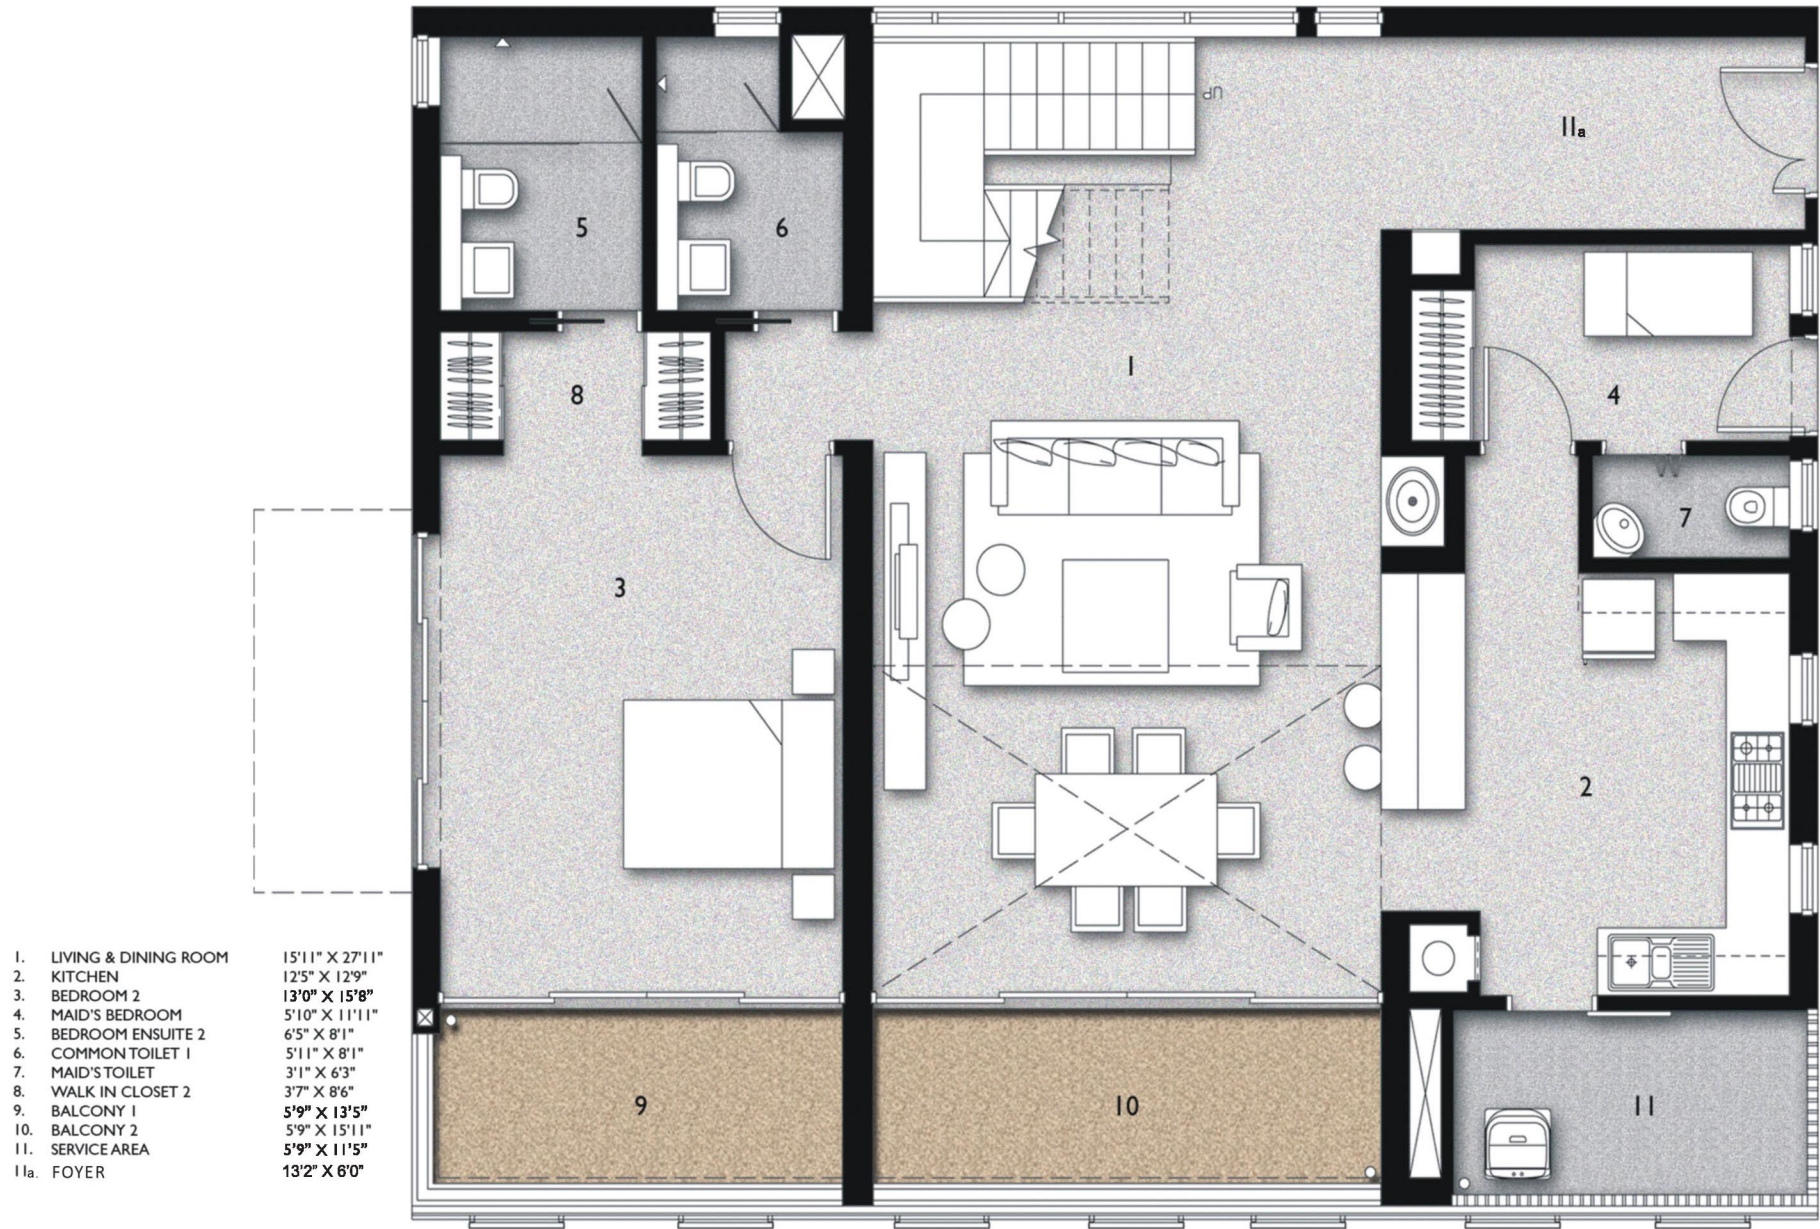 UP
11a
5
6
1
8
4
7
3
2
9
10
11
1. LIVING & DINING ROOM 15'11" X 27'11"
2. KITCHEN 12'5" X 12'9"
3. BEDROOM 2 13'0" X 15'8"
4. MAID'S BEDROOM 5'10" X 11'11"
5. BEDROOM ENSUITE 2 6'5" X 8'1"
6. COMMON TOILET 1 5'11" X 8'1"
7. MAID'S TOILET 3'1" X 6'3"
8. WALK IN CLOSET 2 3'7" X 8'6"
9. BALCONY 1 5'9" X 13'5"
10. BALCONY 2 5'9" X 15'11"
11. SERVICE AREA 5'9" X 11'5"
11a. FOYER 13'2" X 6'0"